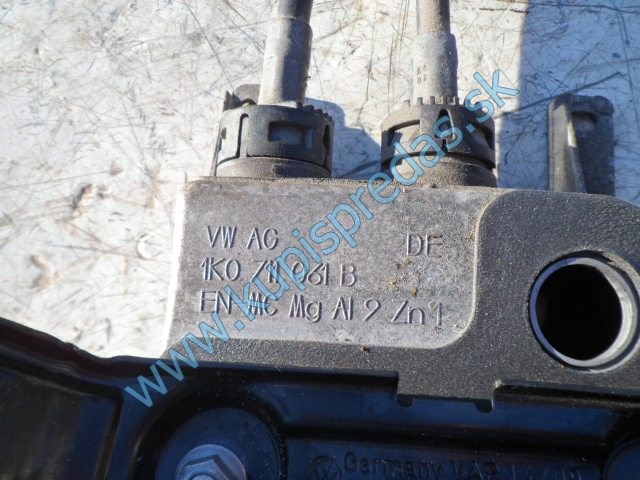 VW AG DE
1K0 711 061 B
EN-MC Mg Al 9 Zn 1
www.kupispredas.sk
Germany